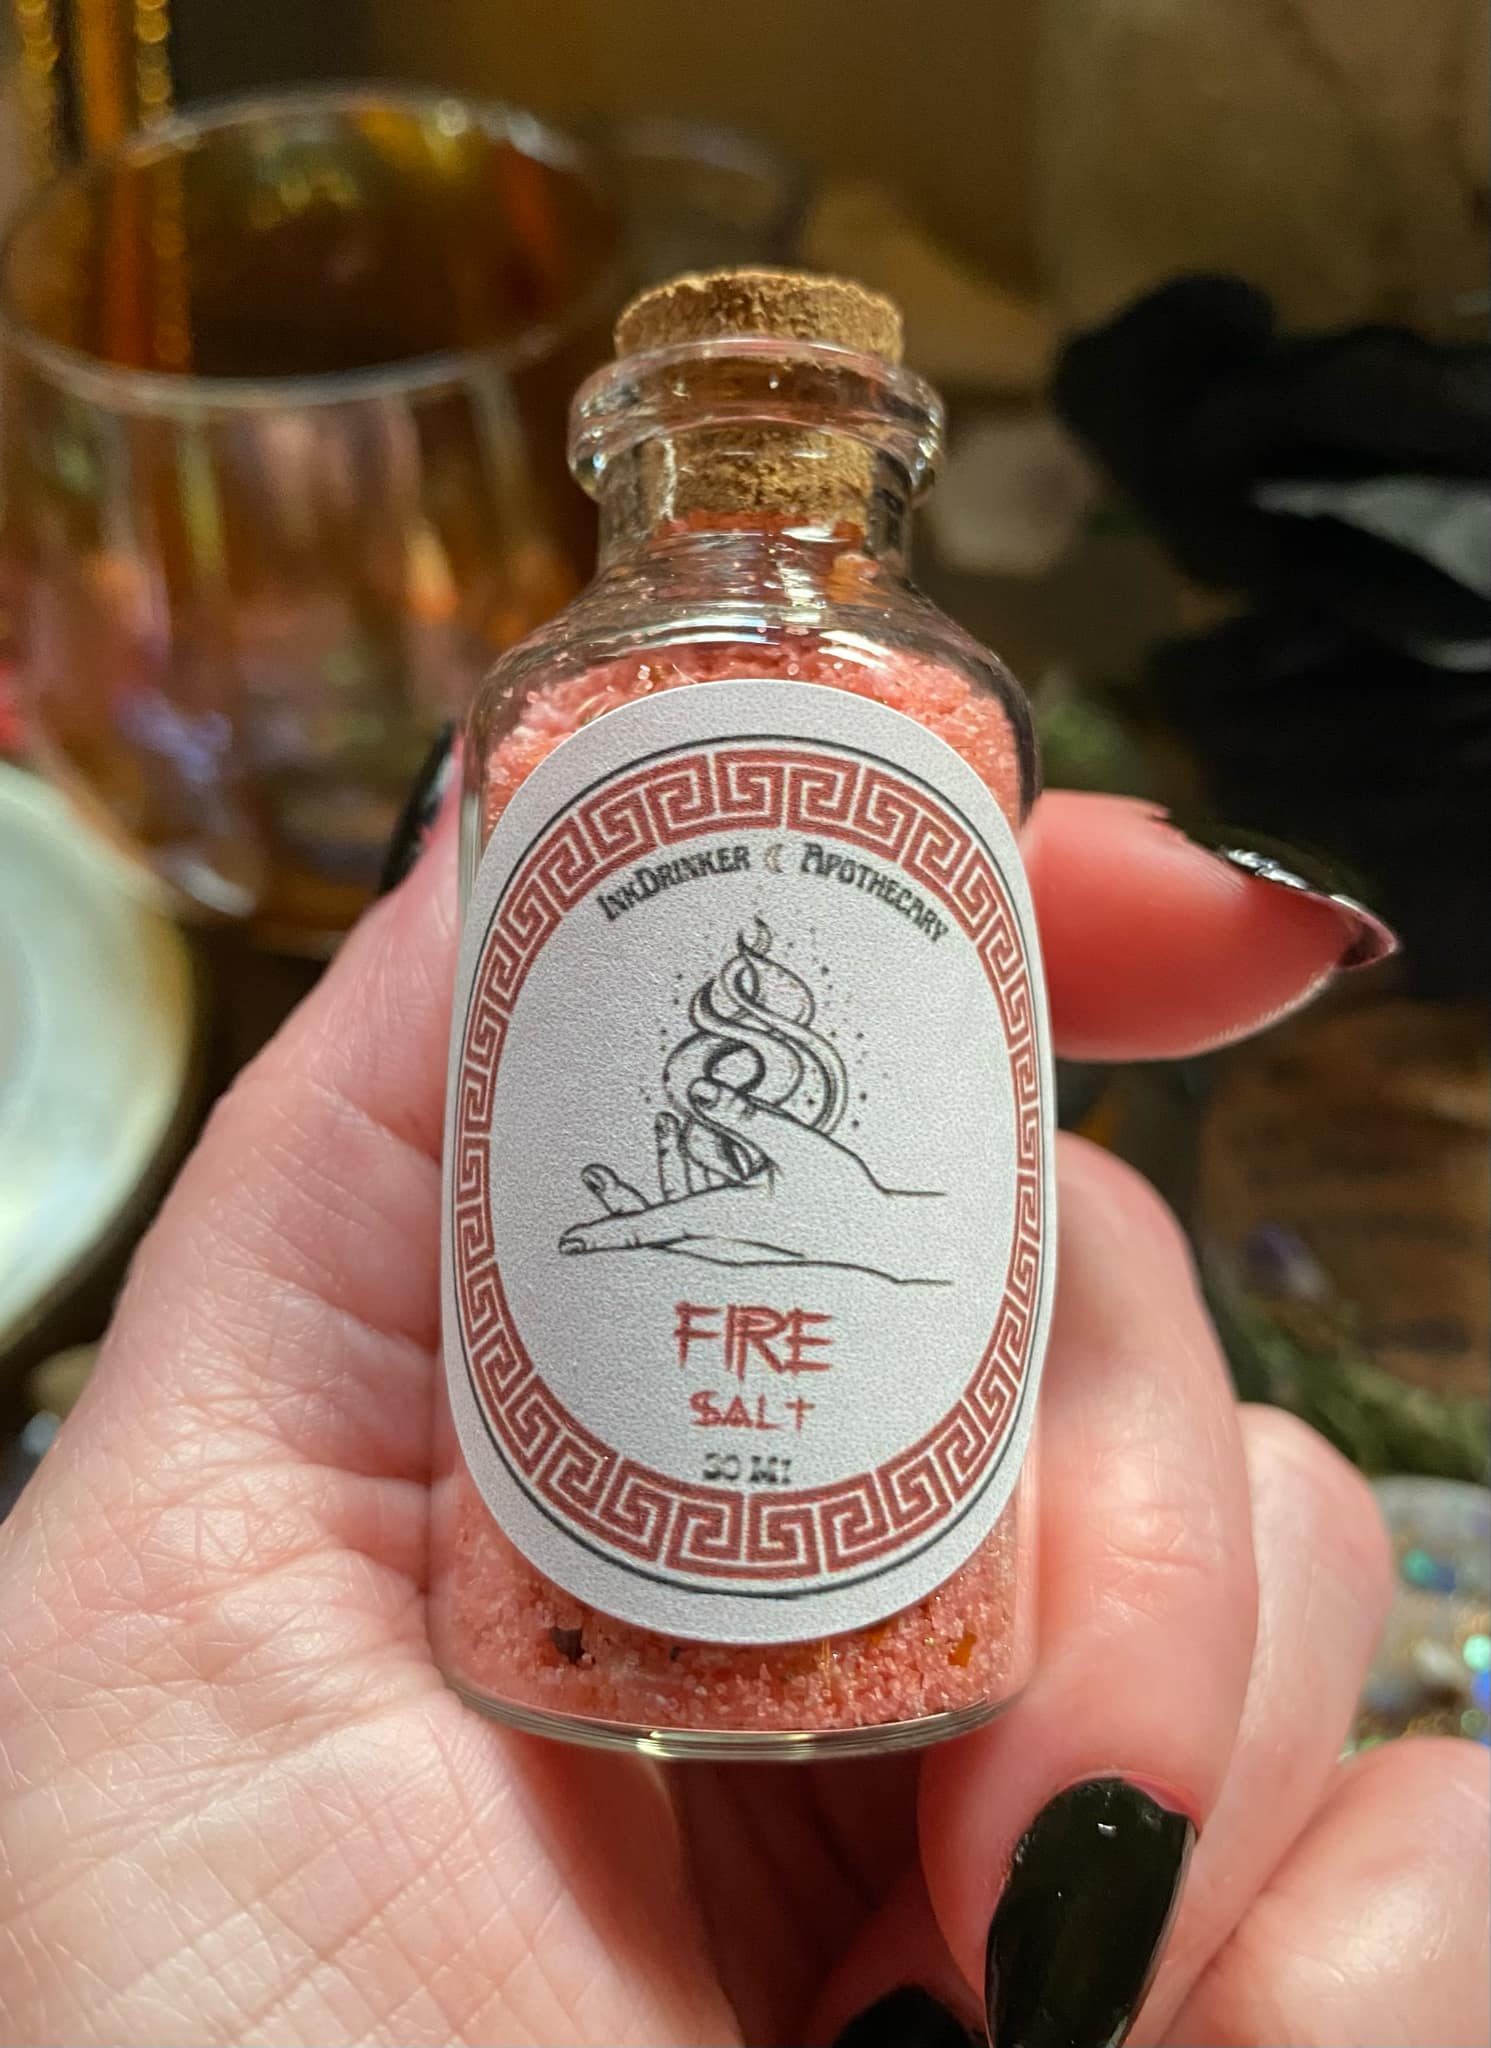 InkDrinker Apothecary
FIRE
SALT
30 Ml